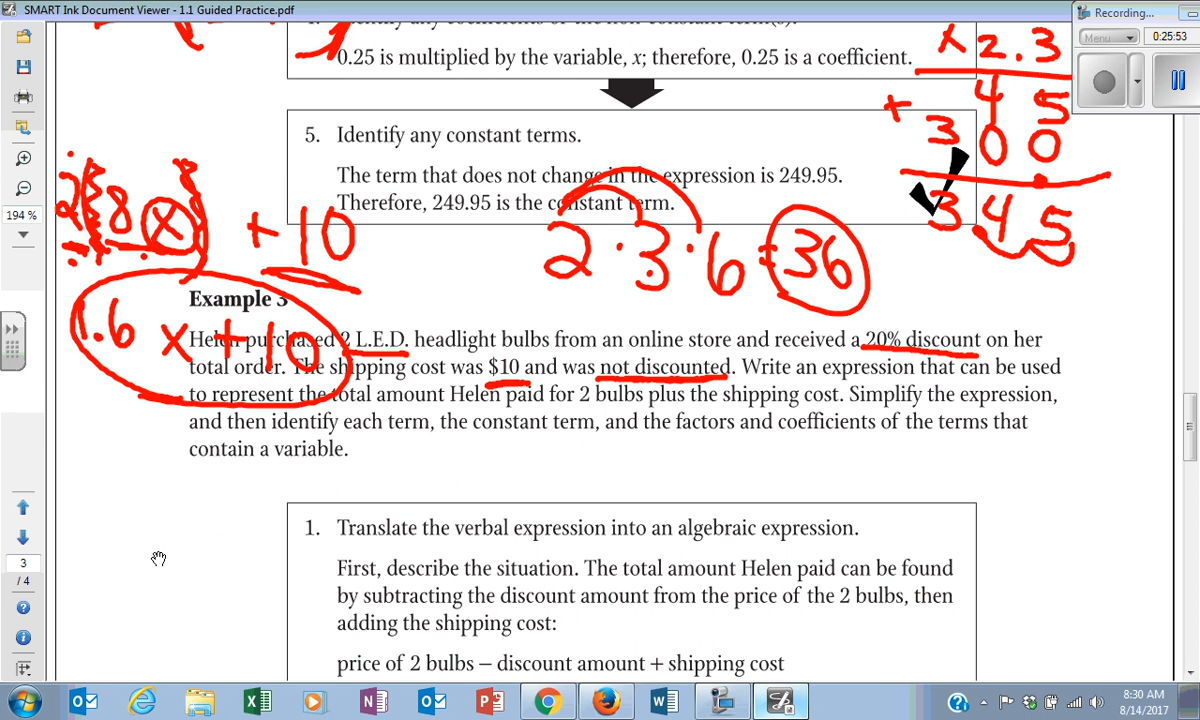 SMART Ink Document Viewer - 1.1 Guided Practice.pdf
Recording...
Menu
0:25:53
0.25 is multiplied by the variable, x; therefore, 0.25 is a coefficient.
× 2.3
4 5
+ 3 0 0
3 4 5
5. Identify any constant terms.
The term that does not change in the expression is 249.95.
Therefore, 249.95 is the constant term.
194 %
+ 10
2 · 3 · 6 = 36
Example 3
1.6 x + 10
Helen purchased 2 L.E.D. headlight bulbs from an online store and received a 20% discount on her
total order. The shipping cost was $10 and was not discounted. Write an expression that can be used
to represent the total amount Helen paid for 2 bulbs plus the shipping cost. Simplify the expression,
and then identify each term, the constant term, and the factors and coefficients of the terms that
contain a variable.
1. Translate the verbal expression into an algebraic expression.
First, describe the situation. The total amount Helen paid can be found
by subtracting the discount amount from the price of the 2 bulbs, then
adding the shipping cost:
price of 2 bulbs – discount amount + shipping cost
3
/ 4
8:30 AM
8/14/2017